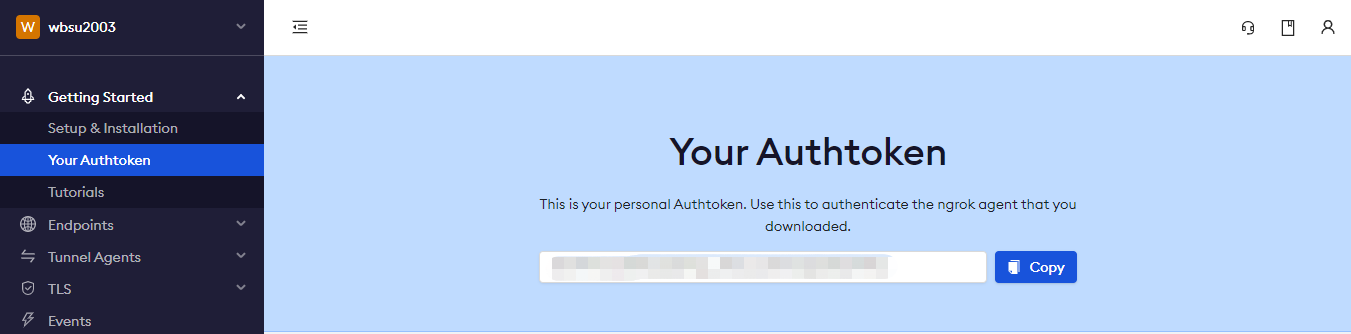 W wbsu2003
Getting Started
Setup & Installation
Your Authtoken
Tutorials
Endpoints
Tunnel Agents
TLS
Events
Your Authtoken
This is your personal Authtoken. Use this to authenticate the ngrok agent that you
downloaded.
Copy